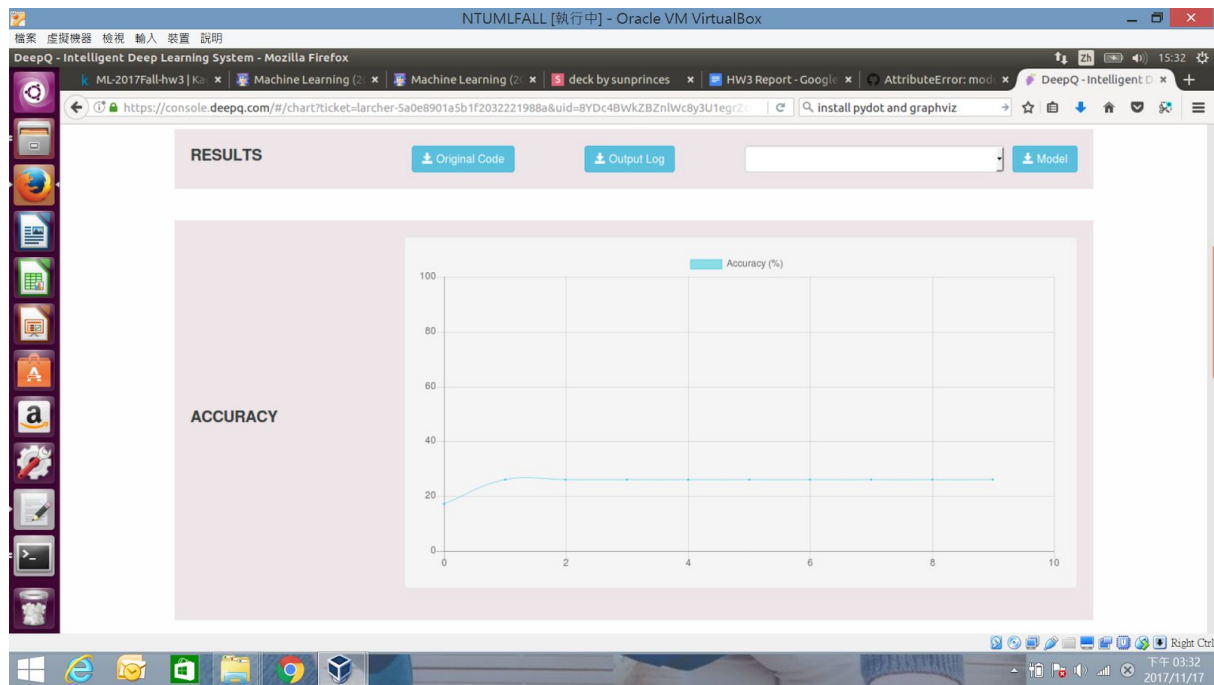 NTUMLFALL [執行中] - Oracle VM VirtualBox
檔案 虛擬機器 檢視 輸入 裝置 說明
DeepQ - Intelligent Deep Learning System - Mozilla Firefox
Zh 15:32
ML-2017Fall-hw3 | Ka
Machine Learning (20
Machine Learning (20
deck by sunprinces
HW3 Report - Google
AttributeError: mod
DeepQ - Intelligent D
https://console.deepq.com/#/chart?ticket=larcher-5a0e8901a5b1f2032221988a&uid=8YDc4BWkZBZnlWc8y3U1egrZ
install pydot and graphviz
RESULTS
Original Code
Output Log
Model
ACCURACY
Accuracy (%)
100
80
60
40
20
0
0 2 4 6 8 10
Right Ctrl
下午 03:32
2017/11/17